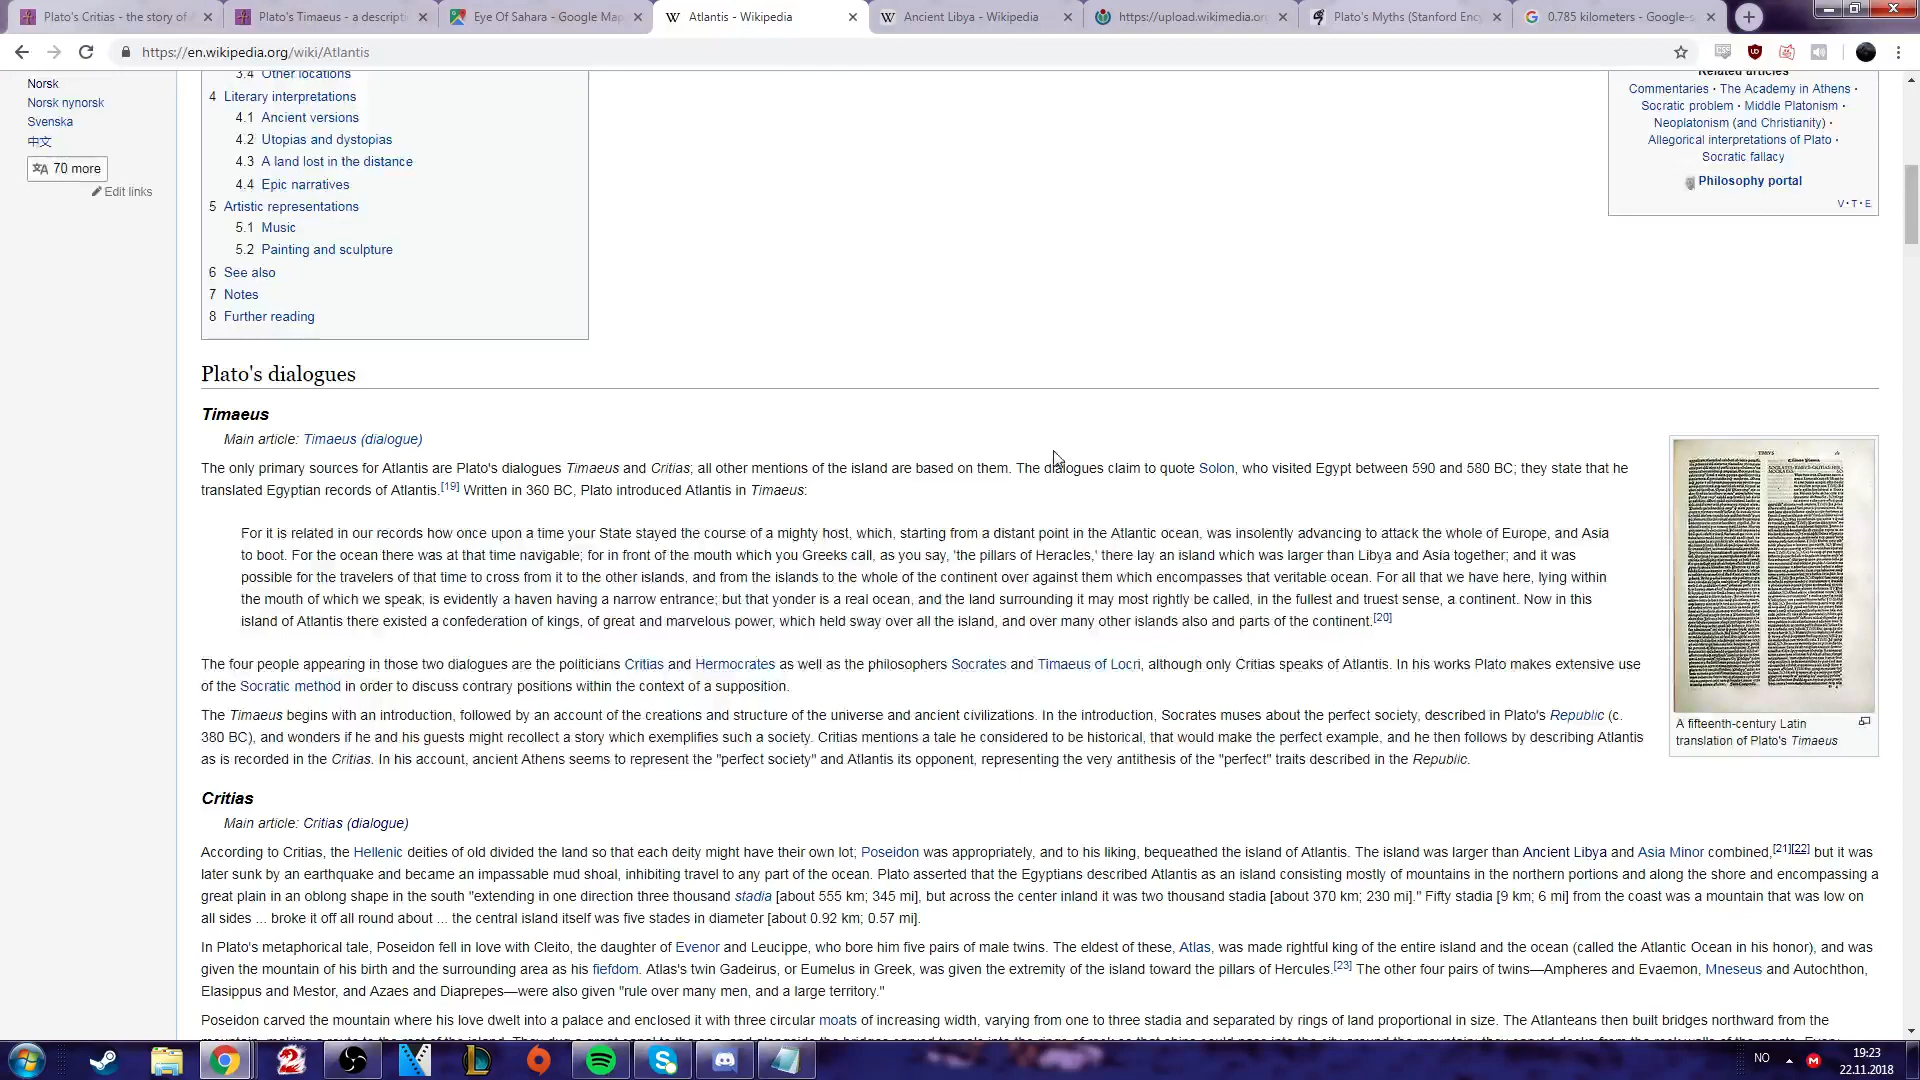 Plato's Critias - the story of A
Plato's Timaeus - a descripti
Eye Of Sahara - Google Map
Atlantis - Wikipedia
Ancient Libya - Wikipedia
https://upload.wikimedia.or
Plato's Myths (Stanford Ency
0.785 kilometers - Google-s
https://en.wikipedia.org/wiki/Atlantis
Norsk
Norsk nynorsk
Svenska
中文
70 more
Edit links
3.4 Other locations
4 Literary interpretations
4.1 Ancient versions
4.2 Utopias and dystopias
4.3 A land lost in the distance
4.4 Epic narratives
5 Artistic representations
5.1 Music
5.2 Painting and sculpture
6 See also
7 Notes
8 Further reading
Related articles
Commentaries · The Academy in Athens ·
Socratic problem · Middle Platonism ·
Neoplatonism (and Christianity) ·
Allegorical interpretations of Plato ·
Socratic fallacy
Philosophy portal
V · T · E
Plato's dialogues
Timaeus
Main article: Timaeus (dialogue)
The only primary sources for Atlantis are Plato's dialogues Timaeus and Critias; all other mentions of the island are based on them. The dialogues claim to quote Solon, who visited Egypt between 590 and 580 BC; they state that he
translated Egyptian records of Atlantis.[19] Written in 360 BC, Plato introduced Atlantis in Timaeus:
For it is related in our records how once upon a time your State stayed the course of a mighty host, which, starting from a distant point in the Atlantic ocean, was insolently advancing to attack the whole of Europe, and Asia
to boot. For the ocean there was at that time navigable; for in front of the mouth which you Greeks call, as you say, 'the pillars of Heracles,' there lay an island which was larger than Libya and Asia together; and it was
possible for the travelers of that time to cross from it to the other islands, and from the islands to the whole of the continent over against them which encompasses that veritable ocean. For all that we have here, lying within
the mouth of which we speak, is evidently a haven having a narrow entrance; but that yonder is a real ocean, and the land surrounding it may most rightly be called, in the fullest and truest sense, a continent. Now in this
island of Atlantis there existed a confederation of kings, of great and marvelous power, which held sway over all the island, and over many other islands also and parts of the continent.[20]
The four people appearing in those two dialogues are the politicians Critias and Hermocrates as well as the philosophers Socrates and Timaeus of Locri, although only Critias speaks of Atlantis. In his works Plato makes extensive use
of the Socratic method in order to discuss contrary positions within the context of a supposition.
The Timaeus begins with an introduction, followed by an account of the creations and structure of the universe and ancient civilizations. In the introduction, Socrates muses about the perfect society, described in Plato's Republic (c.
380 BC), and wonders if he and his guests might recollect a story which exemplifies such a society. Critias mentions a tale he considered to be historical, that would make the perfect example, and he then follows by describing Atlantis
as is recorded in the Critias. In his account, ancient Athens seems to represent the "perfect society" and Atlantis its opponent, representing the very antithesis of the "perfect" traits described in the Republic.
A fifteenth-century Latin
translation of Plato's Timaeus
Critias
Main article: Critias (dialogue)
According to Critias, the Hellenic deities of old divided the land so that each deity might have their own lot; Poseidon was appropriately, and to his liking, bequeathed the island of Atlantis. The island was larger than Ancient Libya and Asia Minor combined,[21][22] but it was
later sunk by an earthquake and became an impassable mud shoal, inhibiting travel to any part of the ocean. Plato asserted that the Egyptians described Atlantis as an island consisting mostly of mountains in the northern portions and along the shore and encompassing a
great plain in an oblong shape in the south "extending in one direction three thousand stadia [about 555 km; 345 mi], but across the center inland it was two thousand stadia [about 370 km; 230 mi]." Fifty stadia [9 km; 6 mi] from the coast was a mountain that was low on
all sides ... broke it off all round about ... the central island itself was five stades in diameter [about 0.92 km; 0.57 mi].
In Plato's metaphorical tale, Poseidon fell in love with Cleito, the daughter of Evenor and Leucippe, who bore him five pairs of male twins. The eldest of these, Atlas, was made rightful king of the entire island and the ocean (called the Atlantic Ocean in his honor), and was
given the mountain of his birth and the surrounding area as his fiefdom. Atlas's twin Gadeirus, or Eumelus in Greek, was given the extremity of the island toward the pillars of Hercules.[23] The other four pairs of twins—Ampheres and Evaemon, Mneseus and Autochthon,
Elasippus and Mestor, and Azaes and Diaprepes—were also given "rule over many men, and a large territory."
Poseidon carved the mountain where his love dwelt into a palace and enclosed it with three circular moats of increasing width, varying from one to three stadia and separated by rings of land proportional in size. The Atlanteans then built bridges northward from the
NO
19:23
22.11.2018